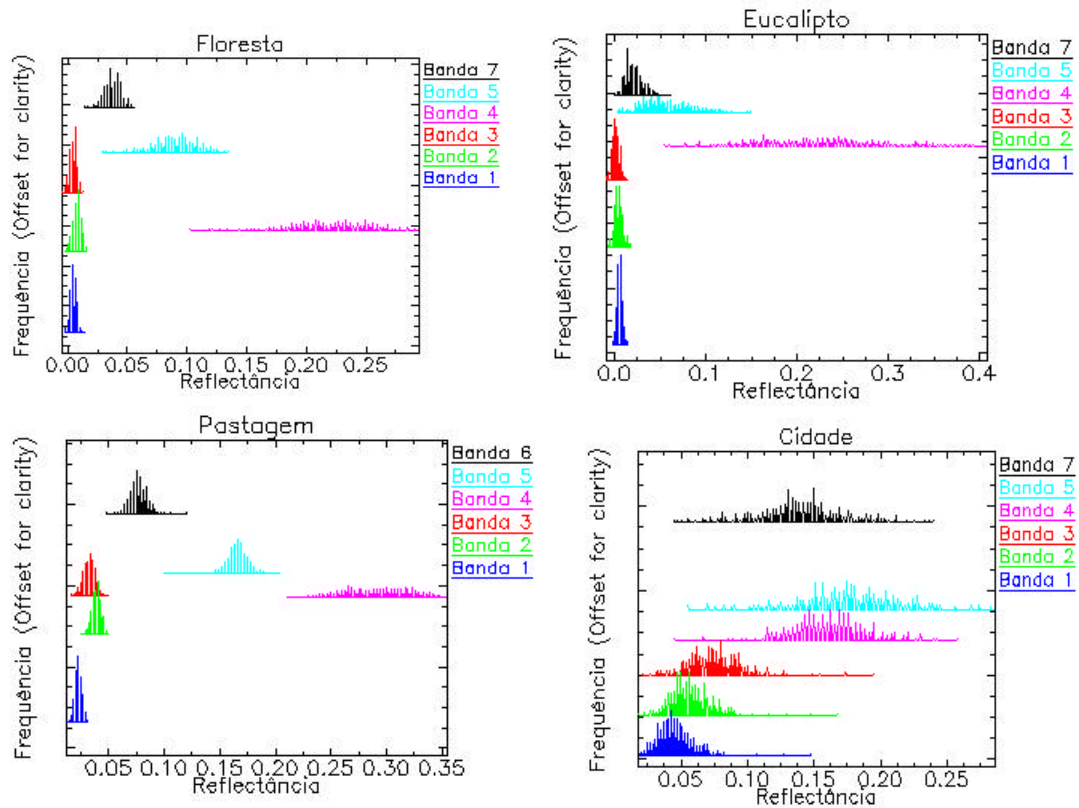 Floresta
Frequência (Offset for clarity)
Banda 7
Banda 5
Banda 4
Banda 3
Banda 2
Banda 1
0.00 0.05 0.10 0.15 0.20 0.25
Reflectância
Eucalípto
Frequência (Offset for clarity)
Banda 7
Banda 5
Banda 4
Banda 3
Banda 2
Banda 1
0.0 0.1 0.2 0.3 0.4
Reflectância
Pastagem
Frequência (Offset for clarity)
Banda 6
Banda 5
Banda 4
Banda 3
Banda 2
Banda 1
0.05 0.10 0.15 0.20 0.25 0.30 0.35
Reflectância
Cidade
Frequência (Offset for clarity)
Banda 7
Banda 5
Banda 4
Banda 3
Banda 2
Banda 1
0.05 0.10 0.15 0.20 0.25
Reflectância